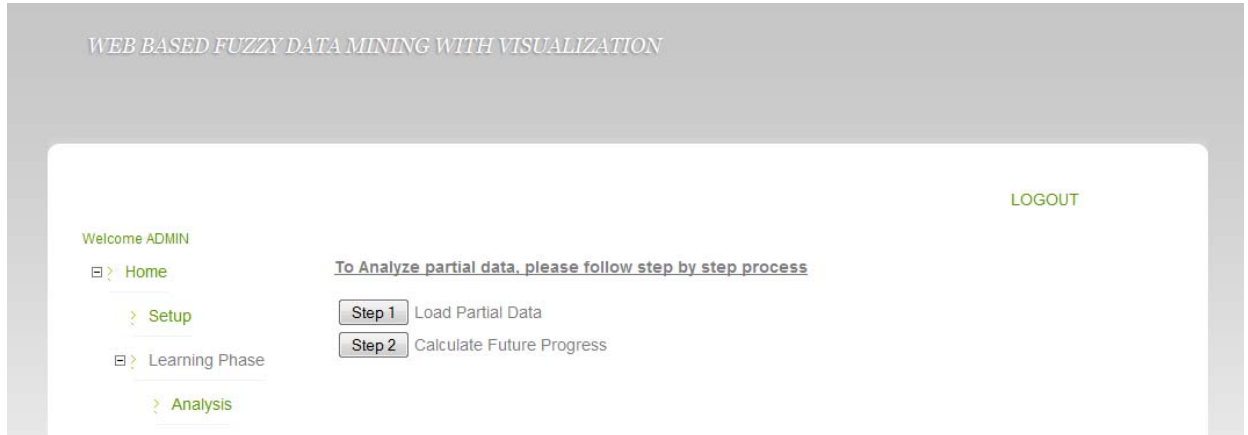 WEB BASED FUZZY DATA MINING WITH VISUALIZATION
LOGOUT
Welcome ADMIN
Home
Setup
Learning Phase
Analysis
To Analyze partial data, please follow step by step process
Step 1 Load Partial Data
Step 2 Calculate Future Progress